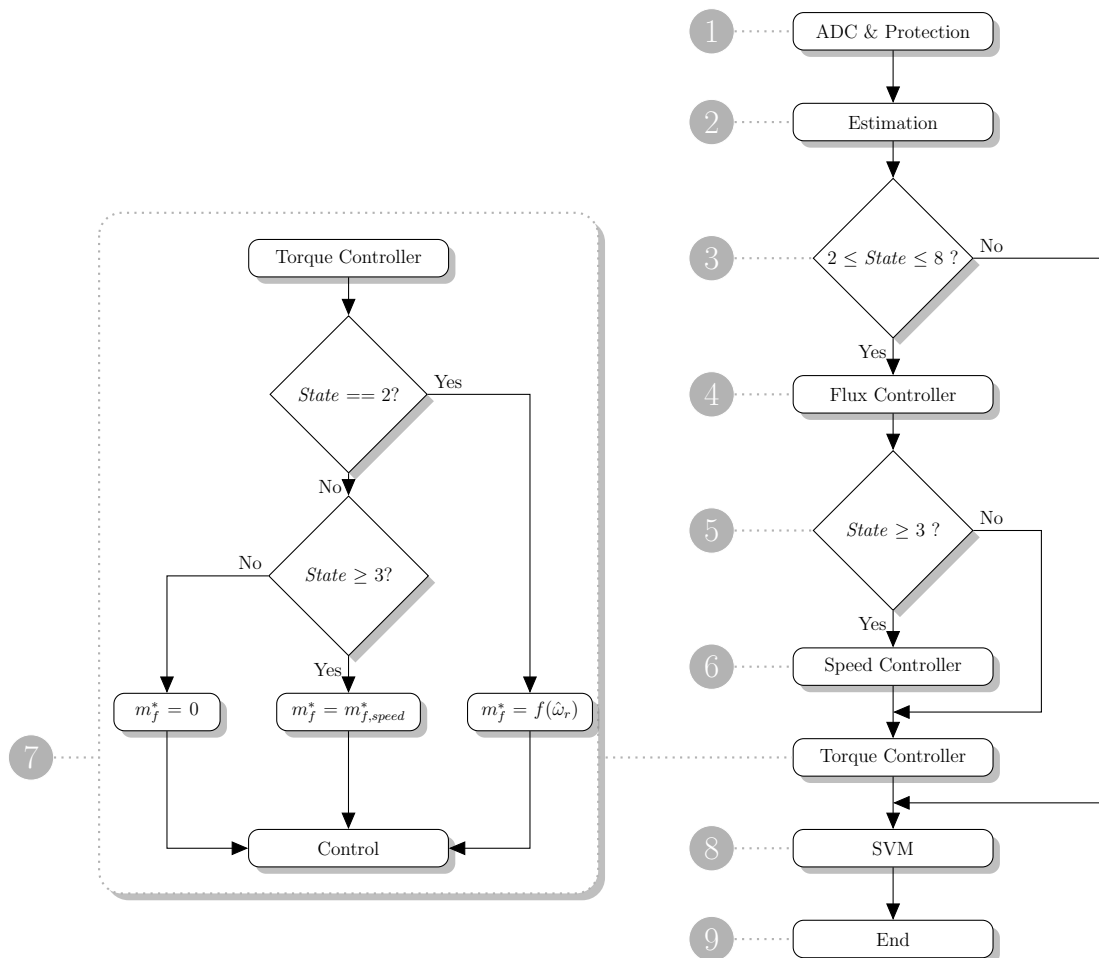 1
ADC & Protection
2
Estimation
3
2 ≤ State ≤ 8 ?
No
Yes
4
Flux Controller
5
State ≥ 3 ?
No
Yes
6
Speed Controller
7
Torque Controller
8
SVM
9
End
Torque Controller
State == 2?
Yes
No
State ≥ 3?
No
Yes
m*_f = 0
m*_f = m*_{f,speed}
m*_f = f(ω̂_r)
Control